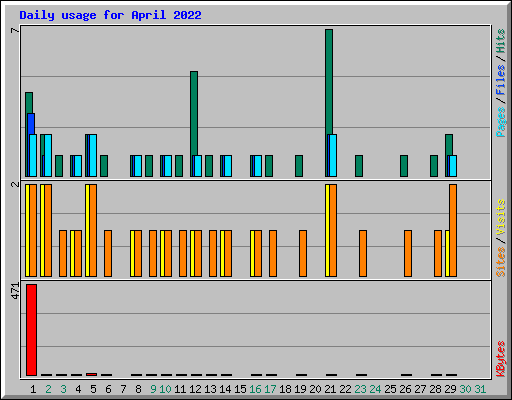 Daily usage for April 2022
7
2
471
Pages / Files / Hits
Sites / Visits
KBytes
1 2 3 4 5 6 7 8 9 10 11 12 13 14 15 16 17 18 19 20 21 22 23 24 25 26 27 28 29 30 31